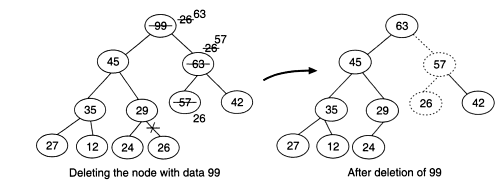 99 26 63
57
26
45 63
35 29 57 42
26
27 12 24 26
Deleting the node with data 99
63
45 57
35 29 26 42
27 12 24
After deletion of 99